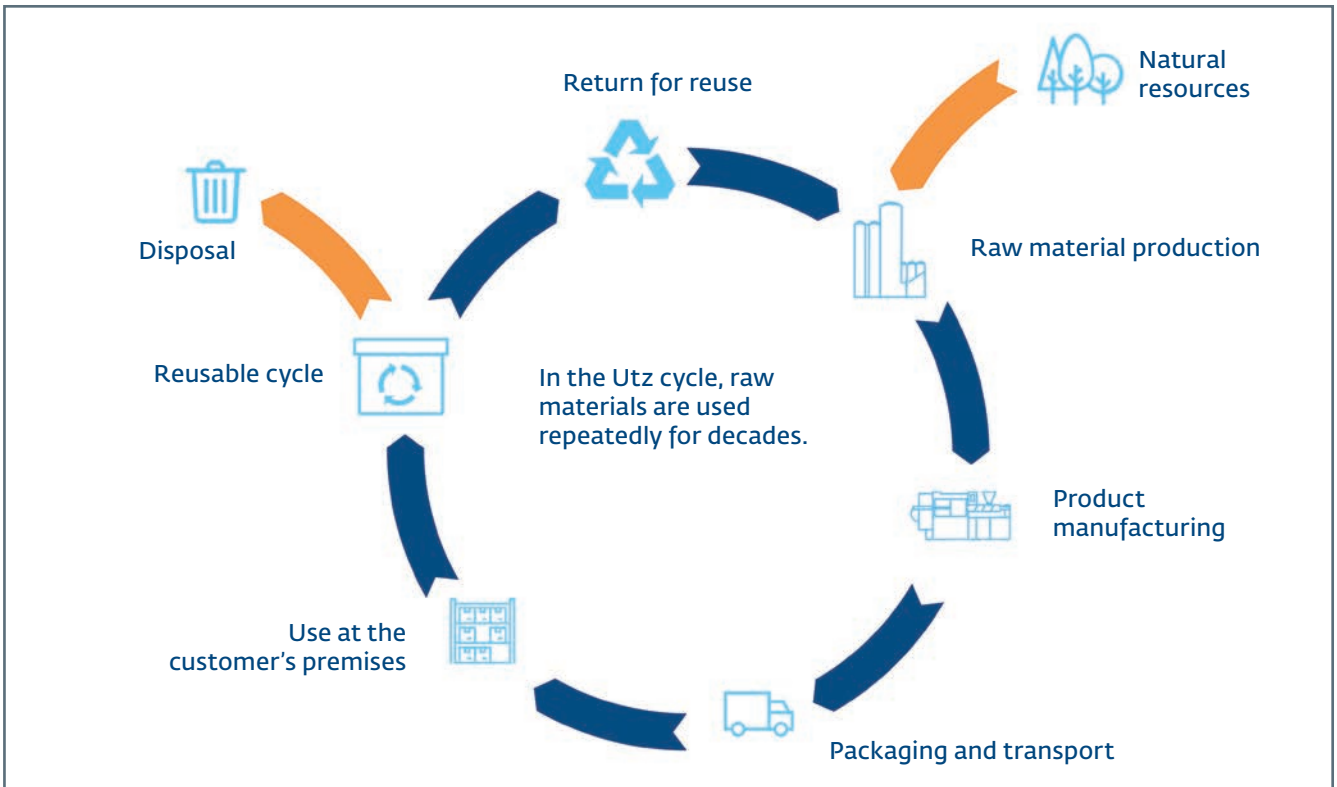 Return for reuse
Natural
resources
Disposal
Raw material production
Reusable cycle
In the Utz cycle, raw
materials are used
repeatedly for decades.
Product
manufacturing
Use at the
customer’s premises
Packaging and transport